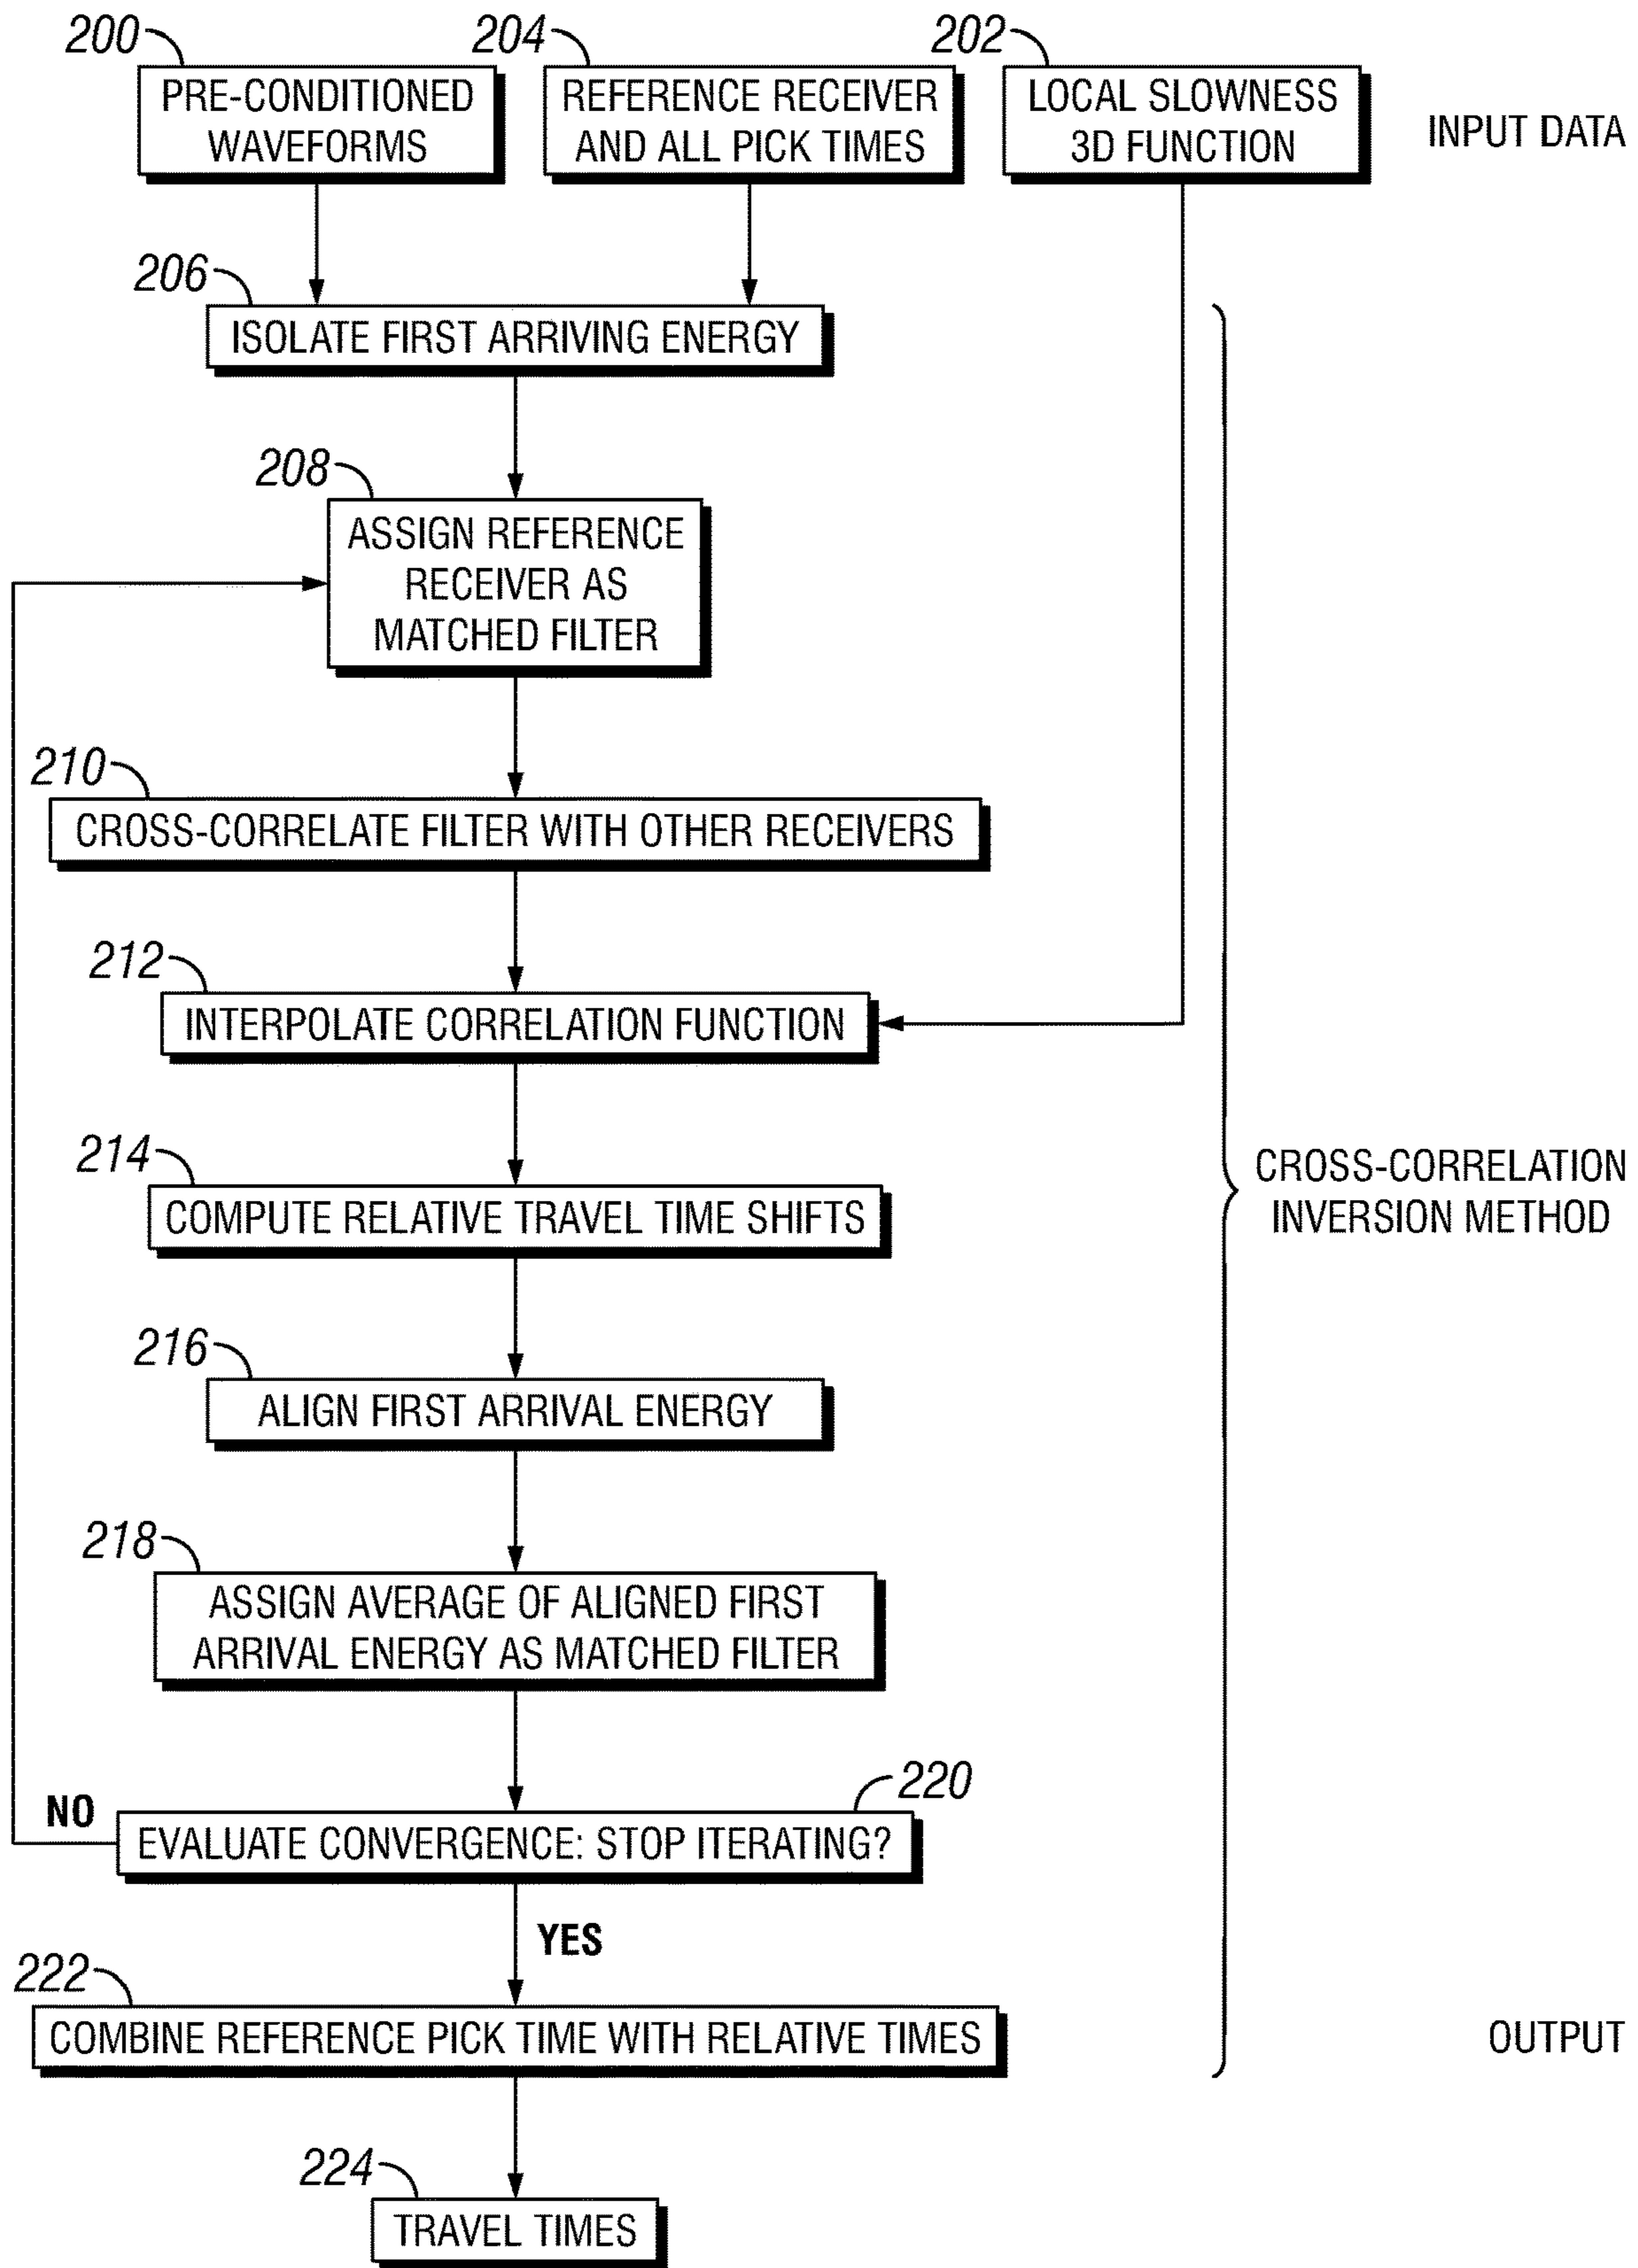 200
204
202
PRE-CONDITIONED
WAVEFORMS
REFERENCE RECEIVER
AND ALL PICK TIMES
LOCAL SLOWNESS
3D FUNCTION
INPUT DATA
206
ISOLATE FIRST ARRIVING ENERGY
208
ASSIGN REFERENCE
RECEIVER AS
MATCHED FILTER
210
CROSS-CORRELATE FILTER WITH OTHER RECEIVERS
212
INTERPOLATE CORRELATION FUNCTION
214
COMPUTE RELATIVE TRAVEL TIME SHIFTS
CROSS-CORRELATION
INVERSION METHOD
216
ALIGN FIRST ARRIVAL ENERGY
218
ASSIGN AVERAGE OF ALIGNED FIRST
ARRIVAL ENERGY AS MATCHED FILTER
220
NO
EVALUATE CONVERGENCE: STOP ITERATING?
YES
222
COMBINE REFERENCE PICK TIME WITH RELATIVE TIMES
OUTPUT
224
TRAVEL TIMES